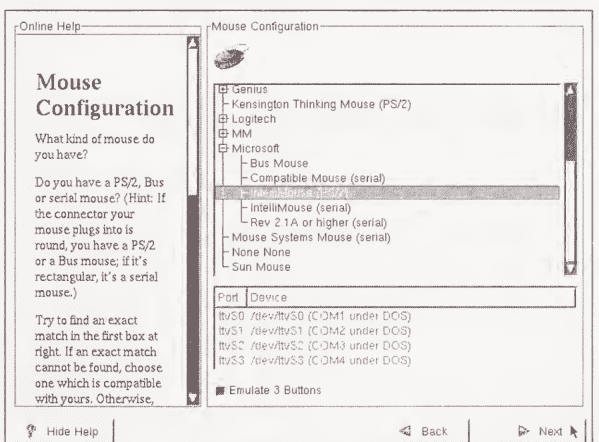 Online Help
Mouse
Configuration
What kind of mouse do
you have?
Do you have a PS/2, Bus
or serial mouse? (Hint: If
the connector your
mouse plugs into is
round, you have a PS/2
or a Bus mouse; if it's
rectangular, it's a serial
mouse.)
Try to find an exact
match in the first box at
right. If an exact match
cannot be found, choose
one which is compatible
with yours. Otherwise,
Mouse Configuration
Genius
Kensington Thinking Mouse (PS/2)
Logitech
MM
Microsoft
Bus Mouse
Compatible Mouse (serial)
IntelliMouse (PS/2)
IntelliMouse (serial)
Rev 2.1A or higher (serial)
Mouse Systems Mouse (serial)
None None
Sun Mouse
Port Device
ttyS0 /dev/ttyS0 (COM1 under DOS)
ttyS1 /dev/ttyS1 (COM2 under DOS)
ttyS2 /dev/ttyS2 (COM3 under DOS)
ttyS3 /dev/ttyS3 (COM4 under DOS)
Emulate 3 Buttons
Hide Help
Back
Next